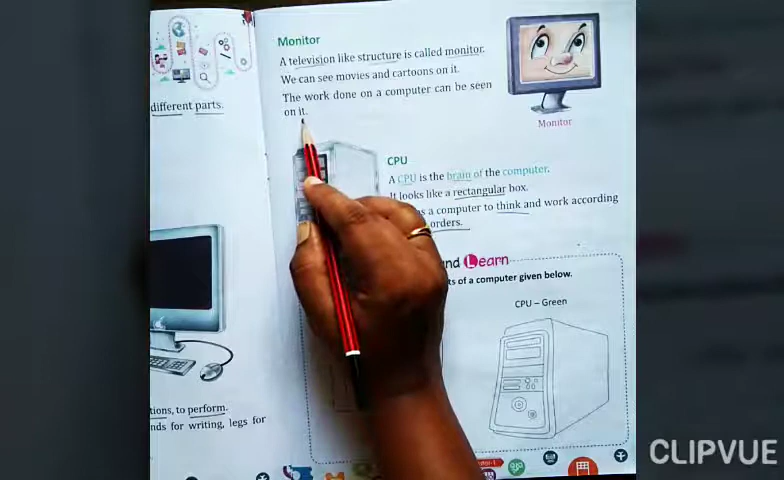 different parts.
tions, to perform.
nds for writing, legs for
Monitor
A television like structure is called monitor.
We can see movies and cartoons on it.
The work done on a computer can be seen
on it.
Monitor
CPU
A CPU is the brain of the computer.
It looks like a rectangular box.
s a computer to think and work according
orders.
nd Learn
ts of a computer given below.
CPU – Green
CLIPVUE